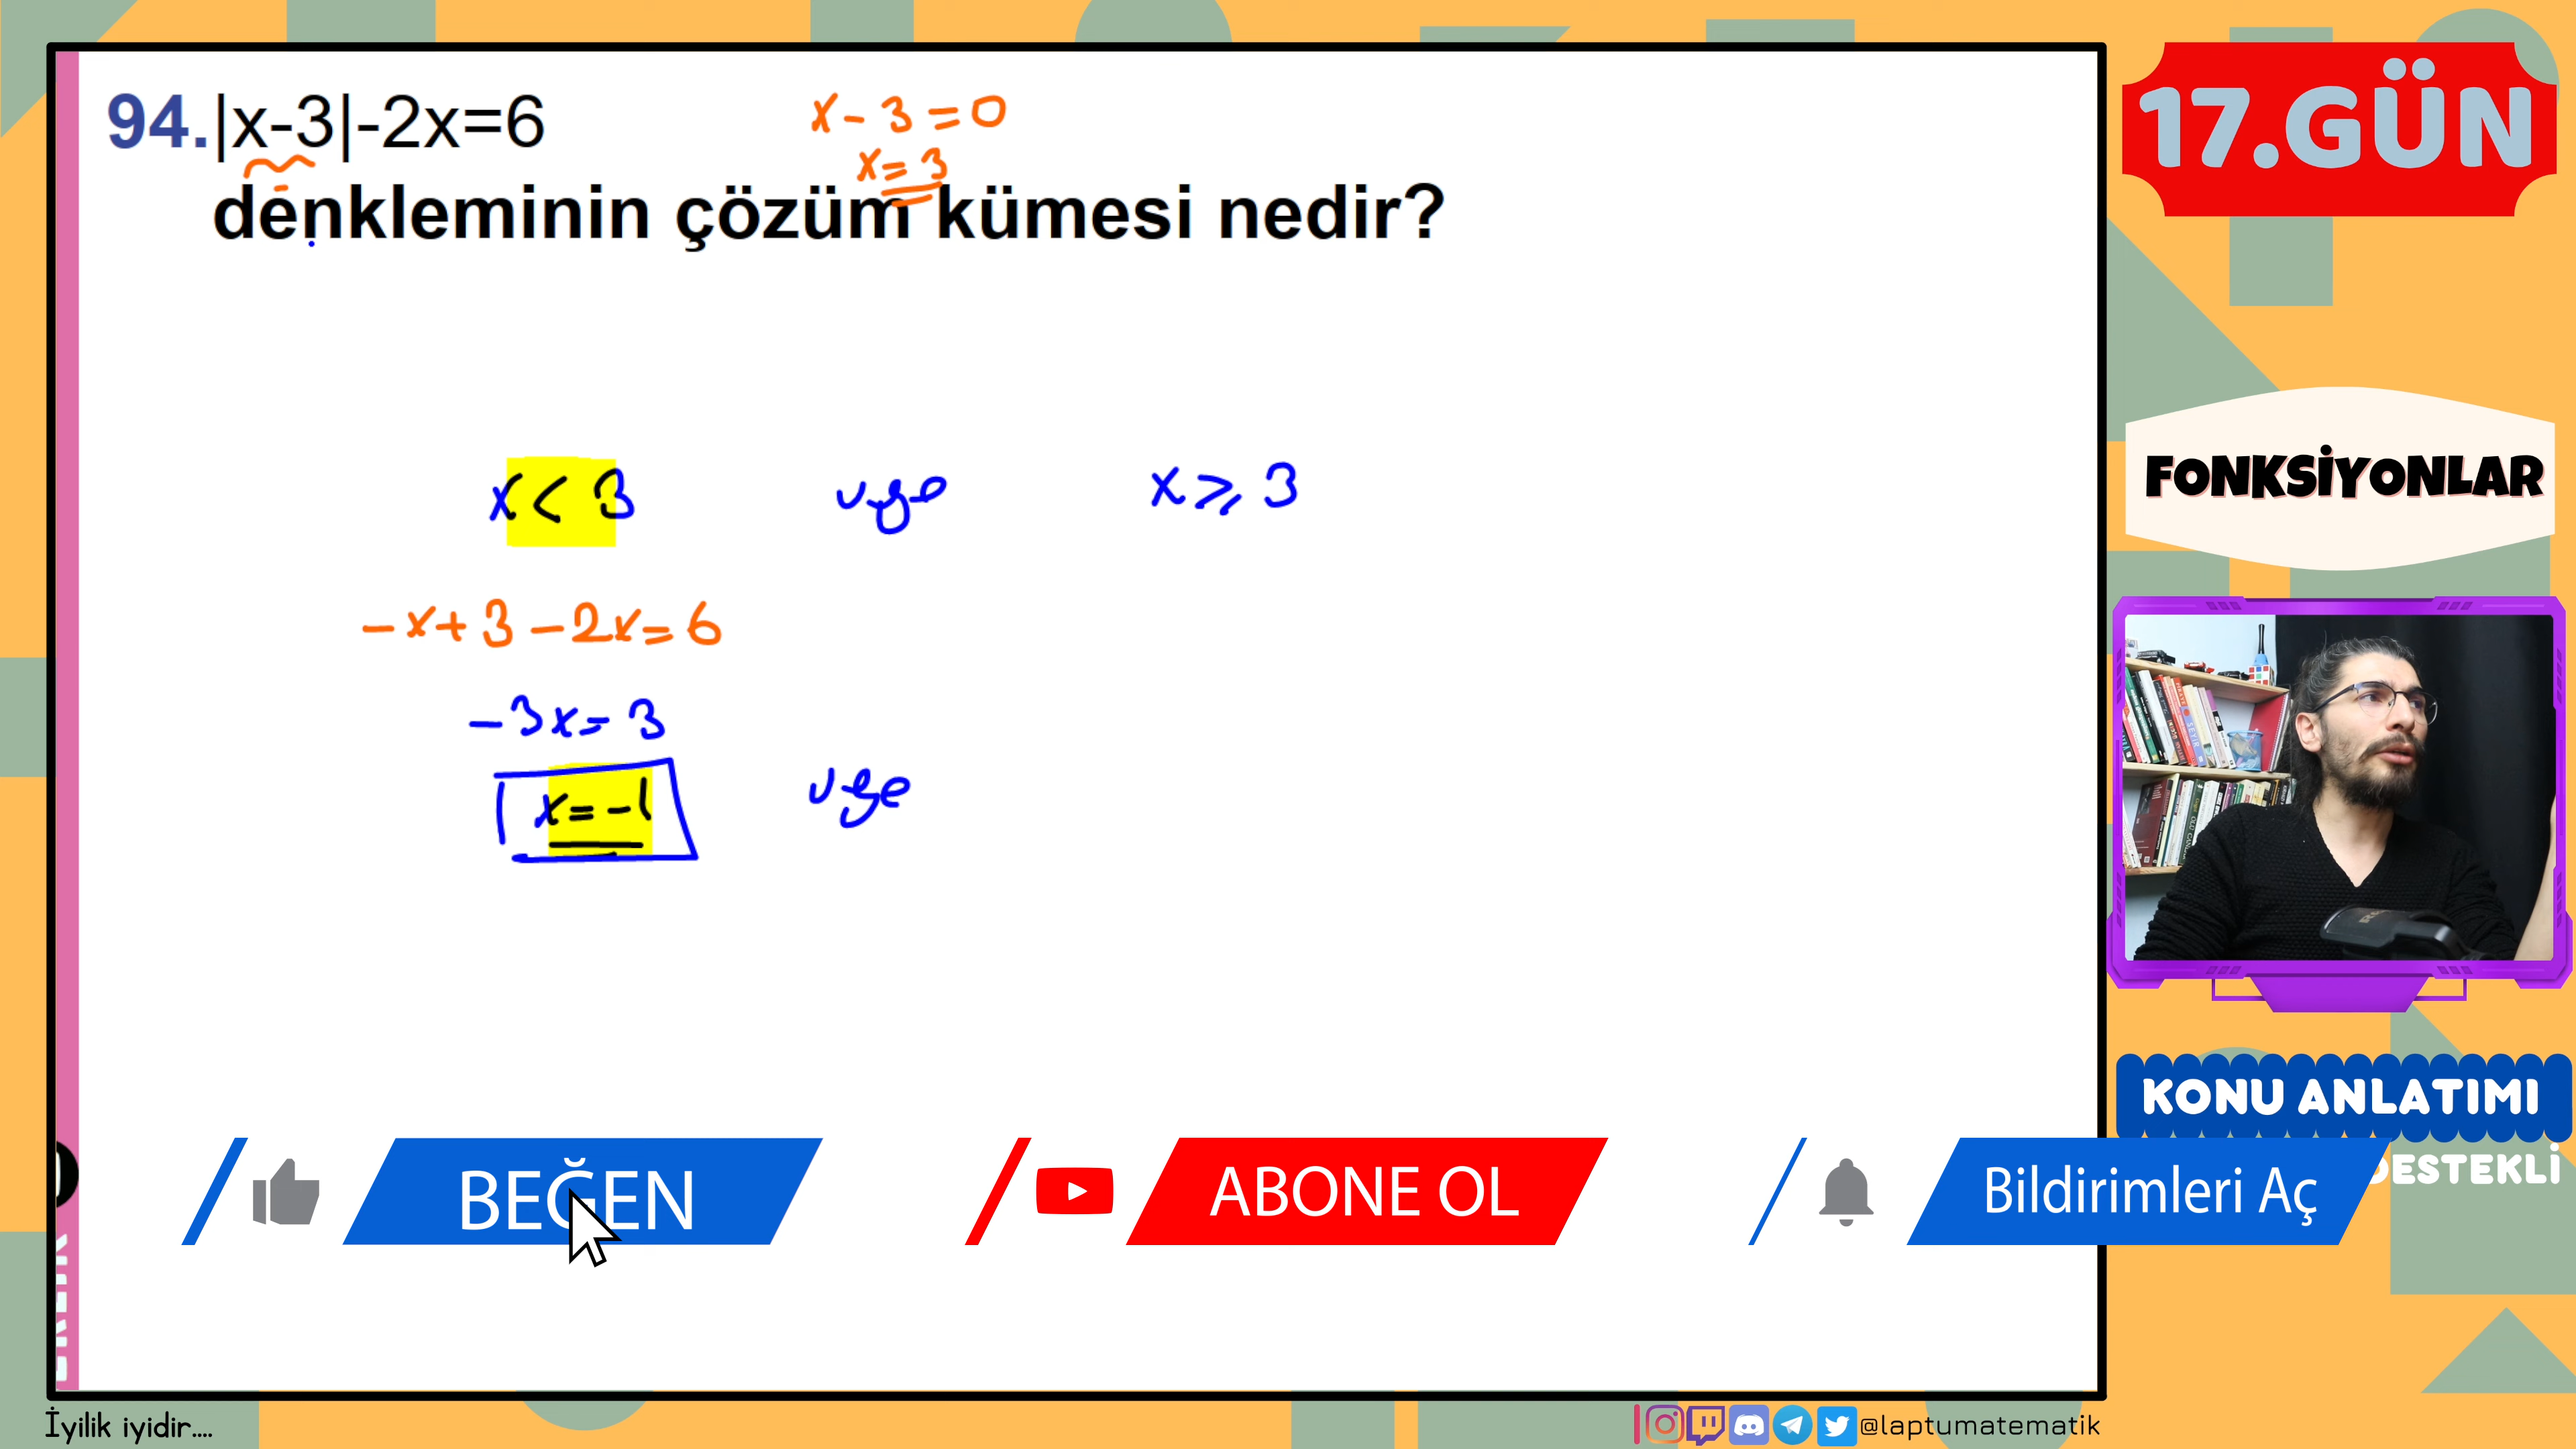 94. |x-3|-2x=6
x-3=0
x=3
denkleminin çözüm kümesi nedir?
x<3 veya x≥3
-x+3-2x=6
-3x=3
x=-1 veya
BEĞEN
ABONE OL
Bildirimleri Aç
17.GÜN
FONKSİYONLAR
KONU ANLATIMI
DESTEKLİ
İyilik iyidir....
@laptumatematik